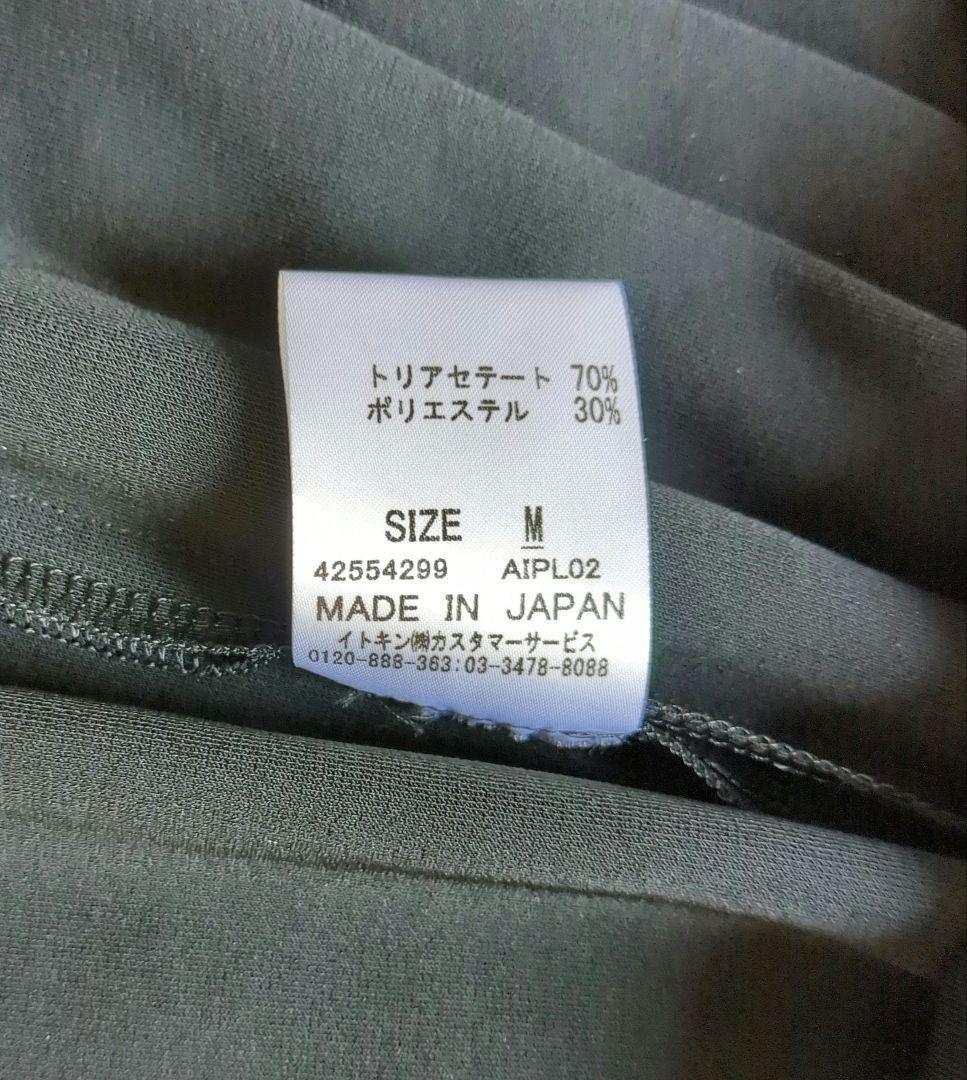 トリアセテート 70%
ポリエステル 30%
SIZE M
42554299 AIPL02
MADE IN JAPAN
イトキン㈱カスタマーサービス
0120-888-363:03-3478-8088